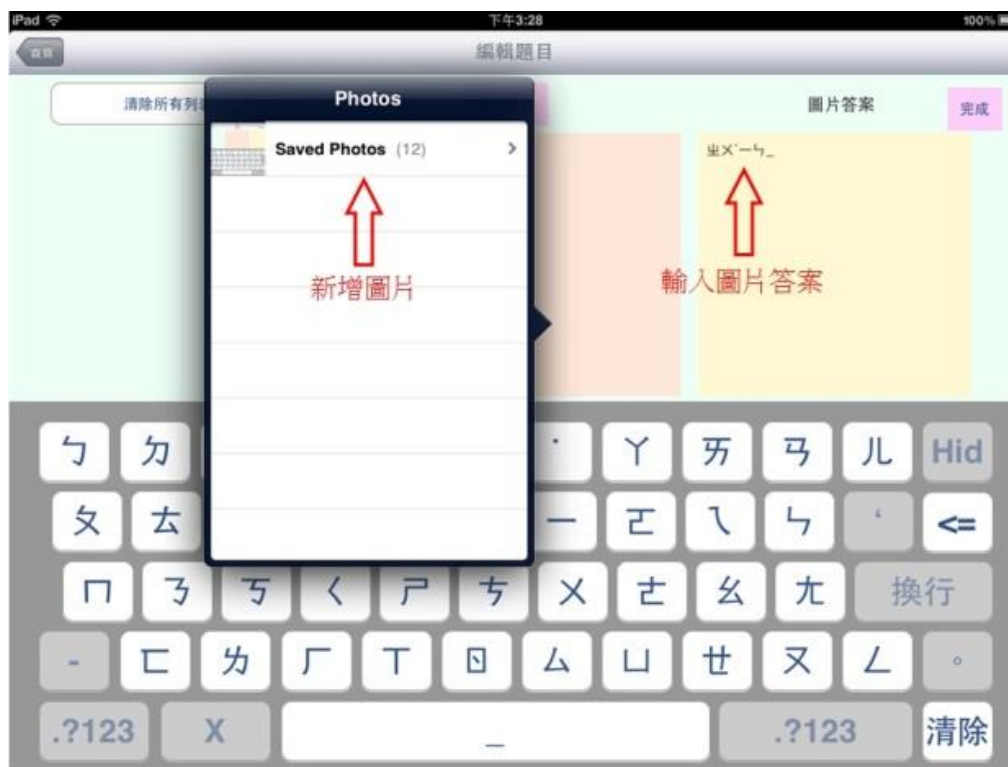 iPad 下午3:28 100%
首頁 編輯題目
清除所有列 圖片答案 完成
Photos
Saved Photos (12)
ㄓㄨˊㄧㄣ_
新增圖片
輸入圖片答案
ㄅ ㄉ ˙ ㄚ ㄞ ㄢ ㄦ Hid
ㄆ ㄊ ㄧ ㄛ ㄟ ㄣ ‘ <=
ㄇ ㄋ ㄎ ㄑ ㄕ ㄘ ㄨ ㄜ ㄠ ㄤ 換行
- ㄈ ㄌ ㄏ ㄒ ㄖ ㄙ ㄩ ㄝ ㄡ ㄥ 。
.?123 X _ .?123 清除